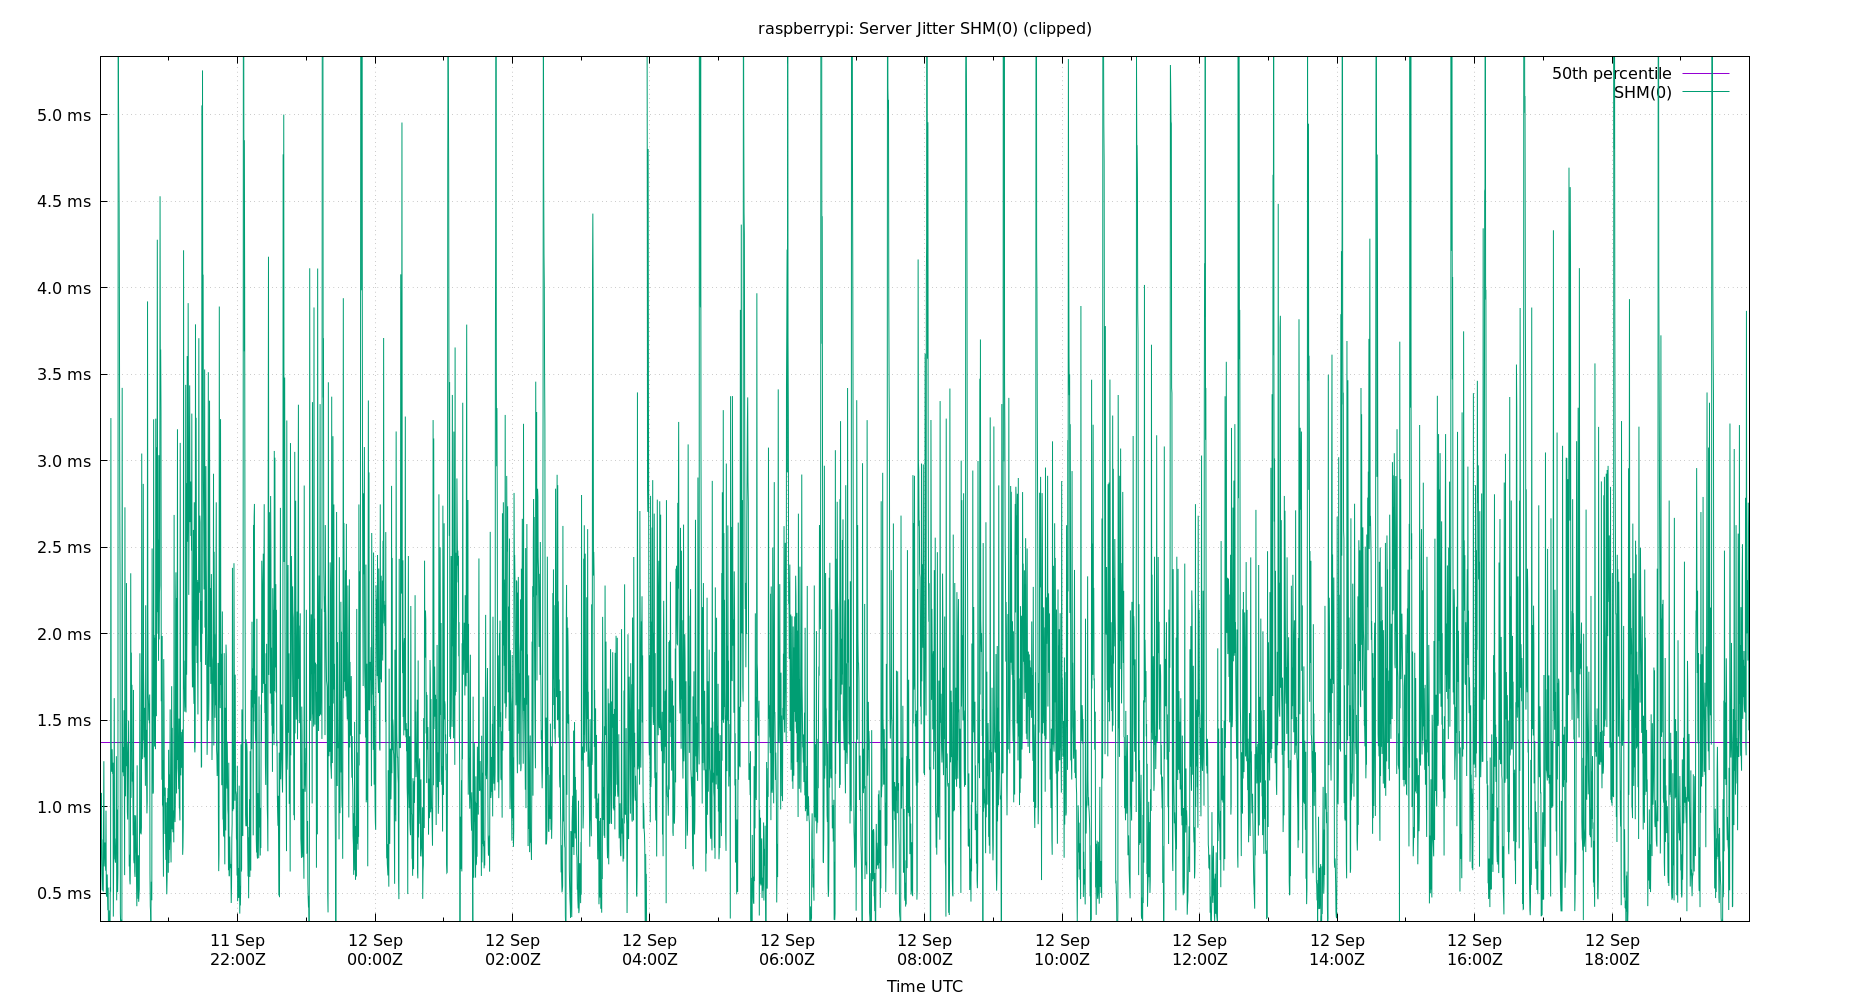 raspberrypi: Server Jitter SHM(0) (clipped)
50th percentile
SHM(0)
5.0 ms
4.5 ms
4.0 ms
3.5 ms
3.0 ms
2.5 ms
2.0 ms
1.5 ms
1.0 ms
0.5 ms
11 Sep 12 Sep 12 Sep 12 Sep 12 Sep 12 Sep 12 Sep 12 Sep 12 Sep 12 Sep 12 Sep
22:00Z 00:00Z 02:00Z 04:00Z 06:00Z 08:00Z 10:00Z 12:00Z 14:00Z 16:00Z 18:00Z
Time UTC